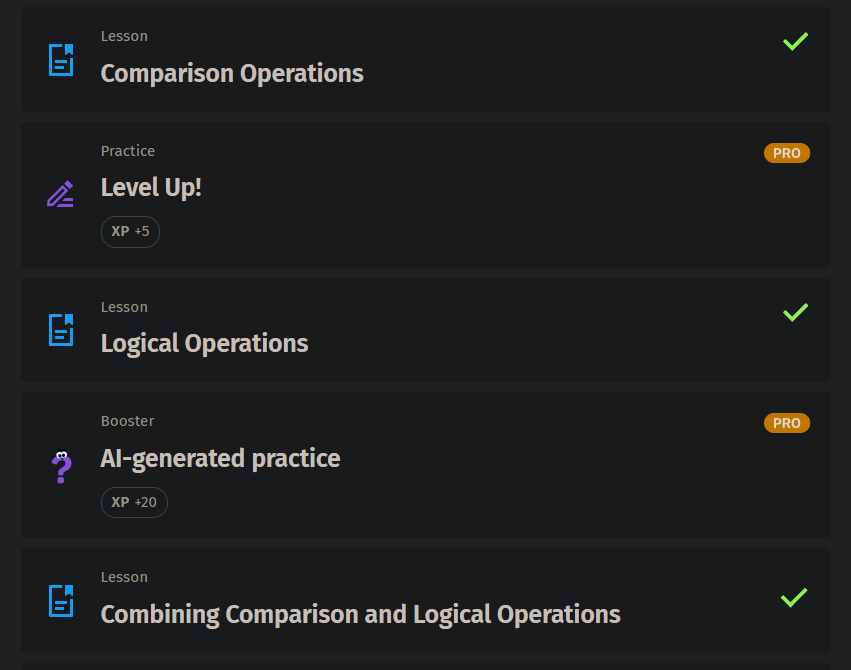 Lesson
Comparison Operations
Practice
PRO
Level Up!
XP +5
Lesson
Logical Operations
Booster
PRO
AI-generated practice
XP +20
Lesson
Combining Comparison and Logical Operations